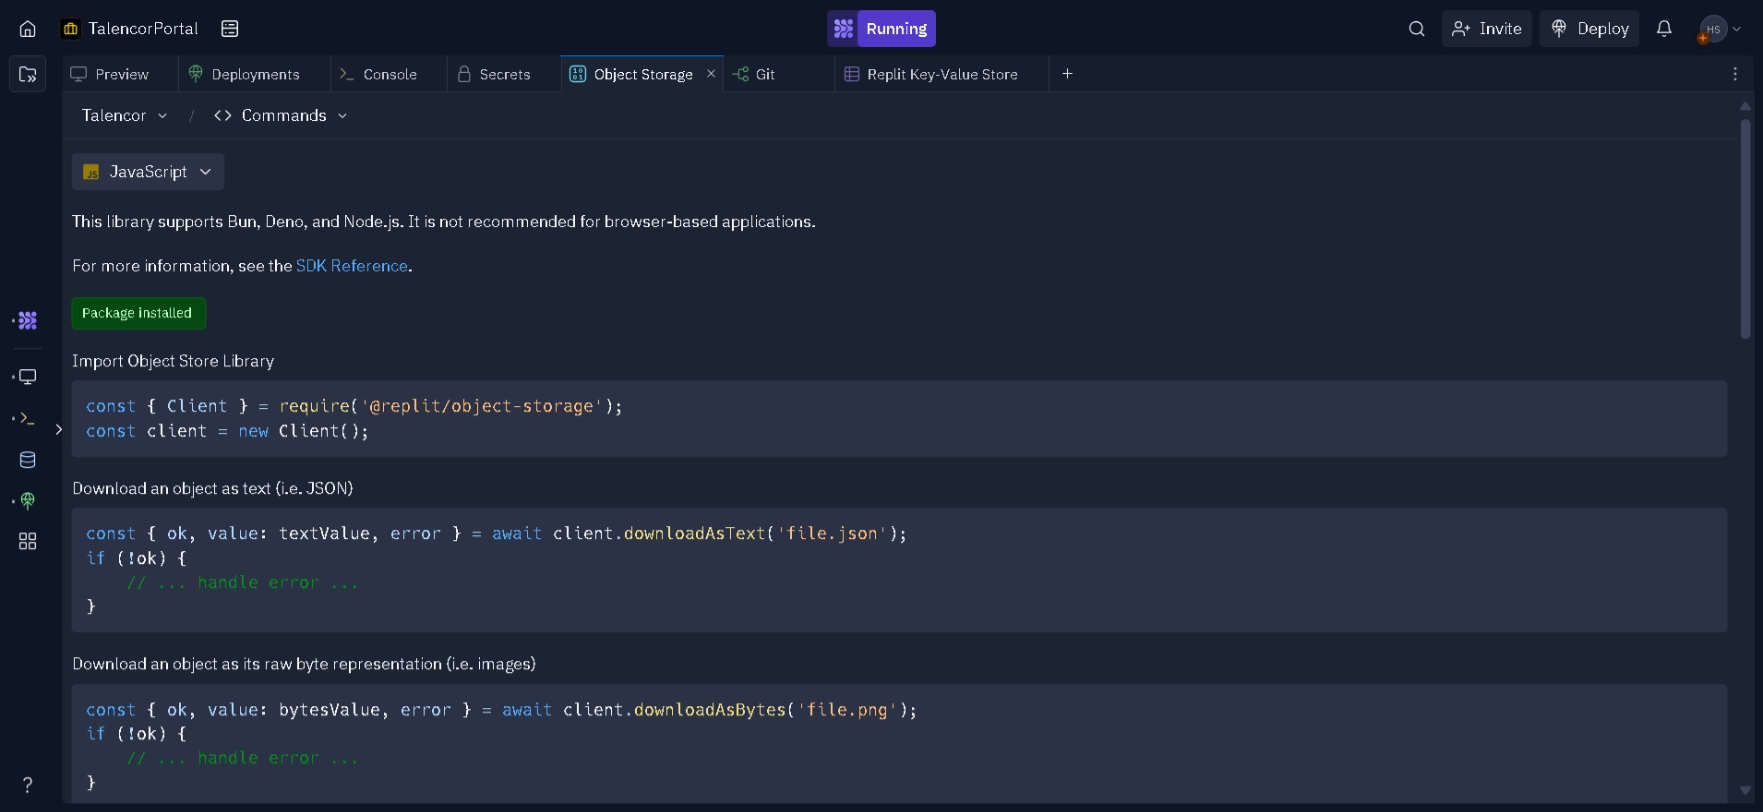 TalencorPortal
Running
Invite
Deploy
HS
Preview
Deployments
Console
Secrets
Object Storage
Git
Replit Key-Value Store
Talencor / <> Commands
JS JavaScript
This library supports Bun, Deno, and Node.js. It is not recommended for browser-based applications.
For more information, see the SDK Reference.
Package installed
Import Object Store Library
const { Client } = require('@replit/object-storage');
const client = new Client();
Download an object as text (i.e. JSON)
const { ok, value: textValue, error } = await client.downloadAsText('file.json');
if (!ok) {
    // ... handle error ...
}
Download an object as its raw byte representation (i.e. images)
const { ok, value: bytesValue, error } = await client.downloadAsBytes('file.png');
if (!ok) {
    // ... handle error ...
}
?